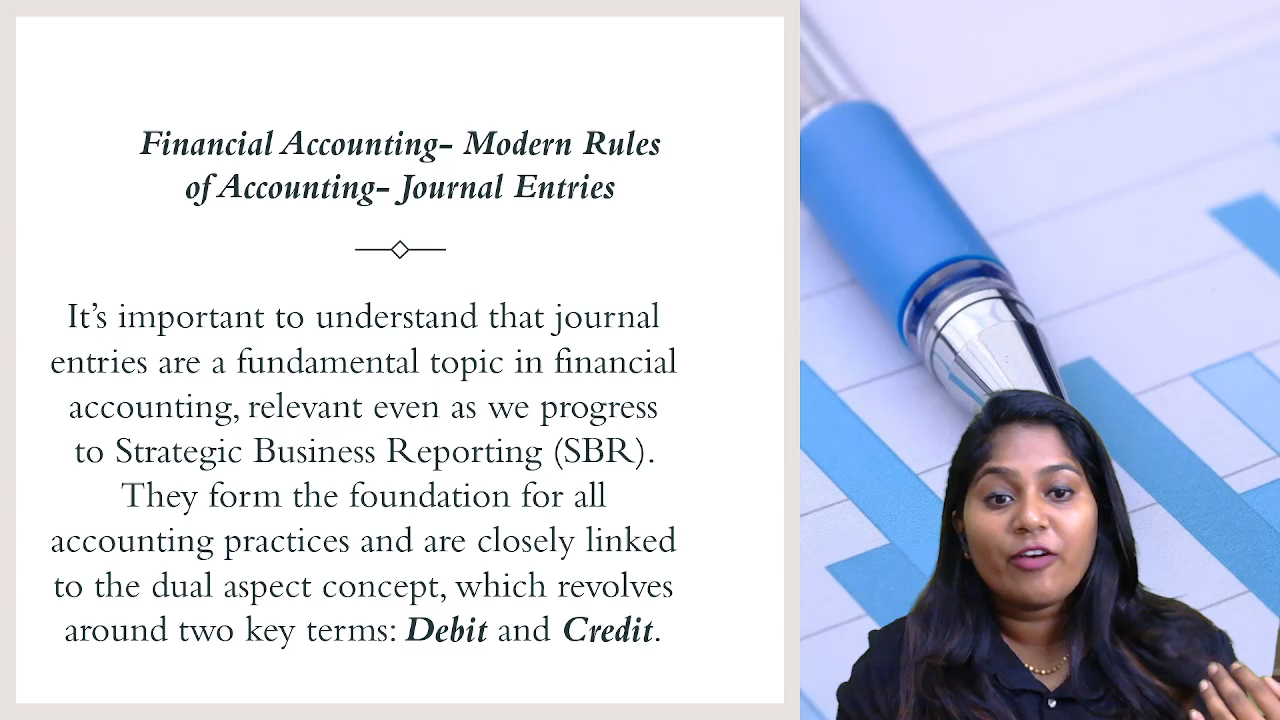 Financial Accounting- Modern Rules
of Accounting- Journal Entries
It’s important to understand that journal
entries are a fundamental topic in financial
accounting, relevant even as we progress
to Strategic Business Reporting (SBR).
They form the foundation for all
accounting practices and are closely linked
to the dual aspect concept, which revolves
around two key terms: Debit and Credit.